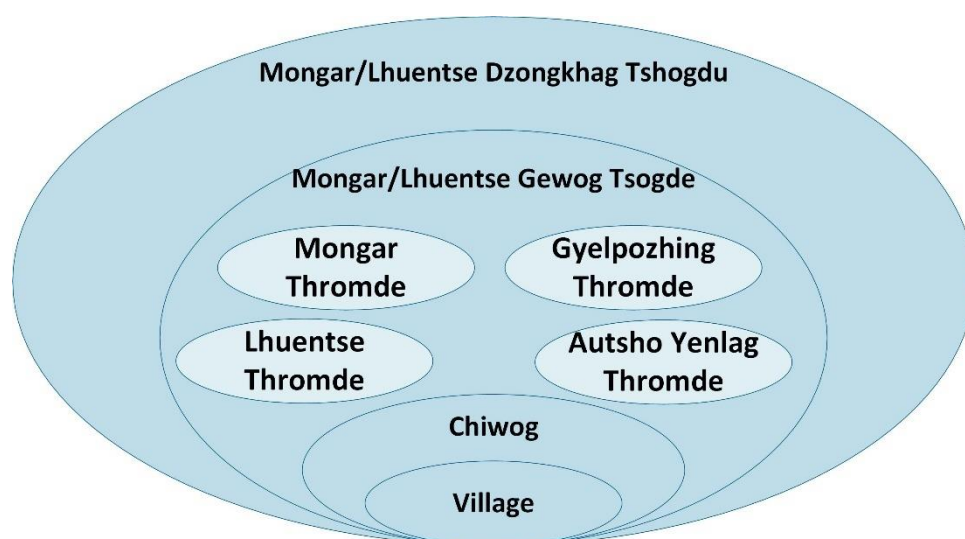 Mongar/Lhuentse Dzongkhag Tshogdu
Mongar/Lhuentse Gewog Tsogde
Mongar
Thromde
Gyelpozhing
Thromde
Lhuentse
Thromde
Autsho Yenlag
Thromde
Chiwog
Village